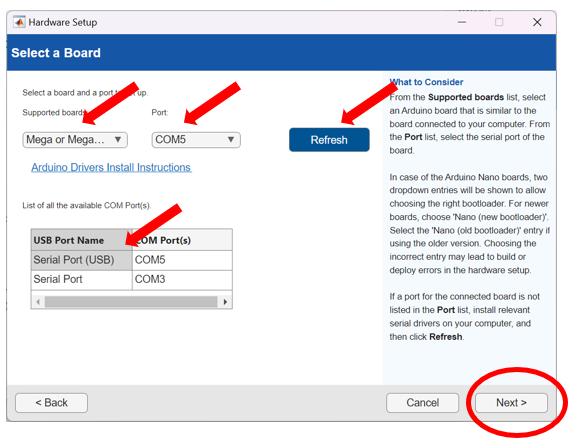 Hardware Setup
Select a Board
Select a board and a port to set up.
Supported boards:
Port:
Mega or Mega…
COM5
Refresh
Arduino Drivers Install Instructions
List of all the available COM Port(s).
USB Port Name
COM Port(s)
Serial Port (USB)
COM5
Serial Port
COM3
What to Consider
From the Supported boards list, select
an Arduino board that is similar to the
board connected to your computer. From
the Port list, select the serial port of the
board.
In case of the Arduino Nano boards, two
dropdown entries will be shown to allow
choosing the right bootloader. For newer
boards, choose 'Nano (new bootloader)'.
Select the 'Nano (old bootloader)' entry if
using the older version. Choosing the
incorrect entry may lead to build or
deploy errors in the hardware setup.
If a port for the connected board is not
listed in the Port list, install relevant
serial drivers on your computer, and
then click Refresh.
< Back
Cancel
Next >